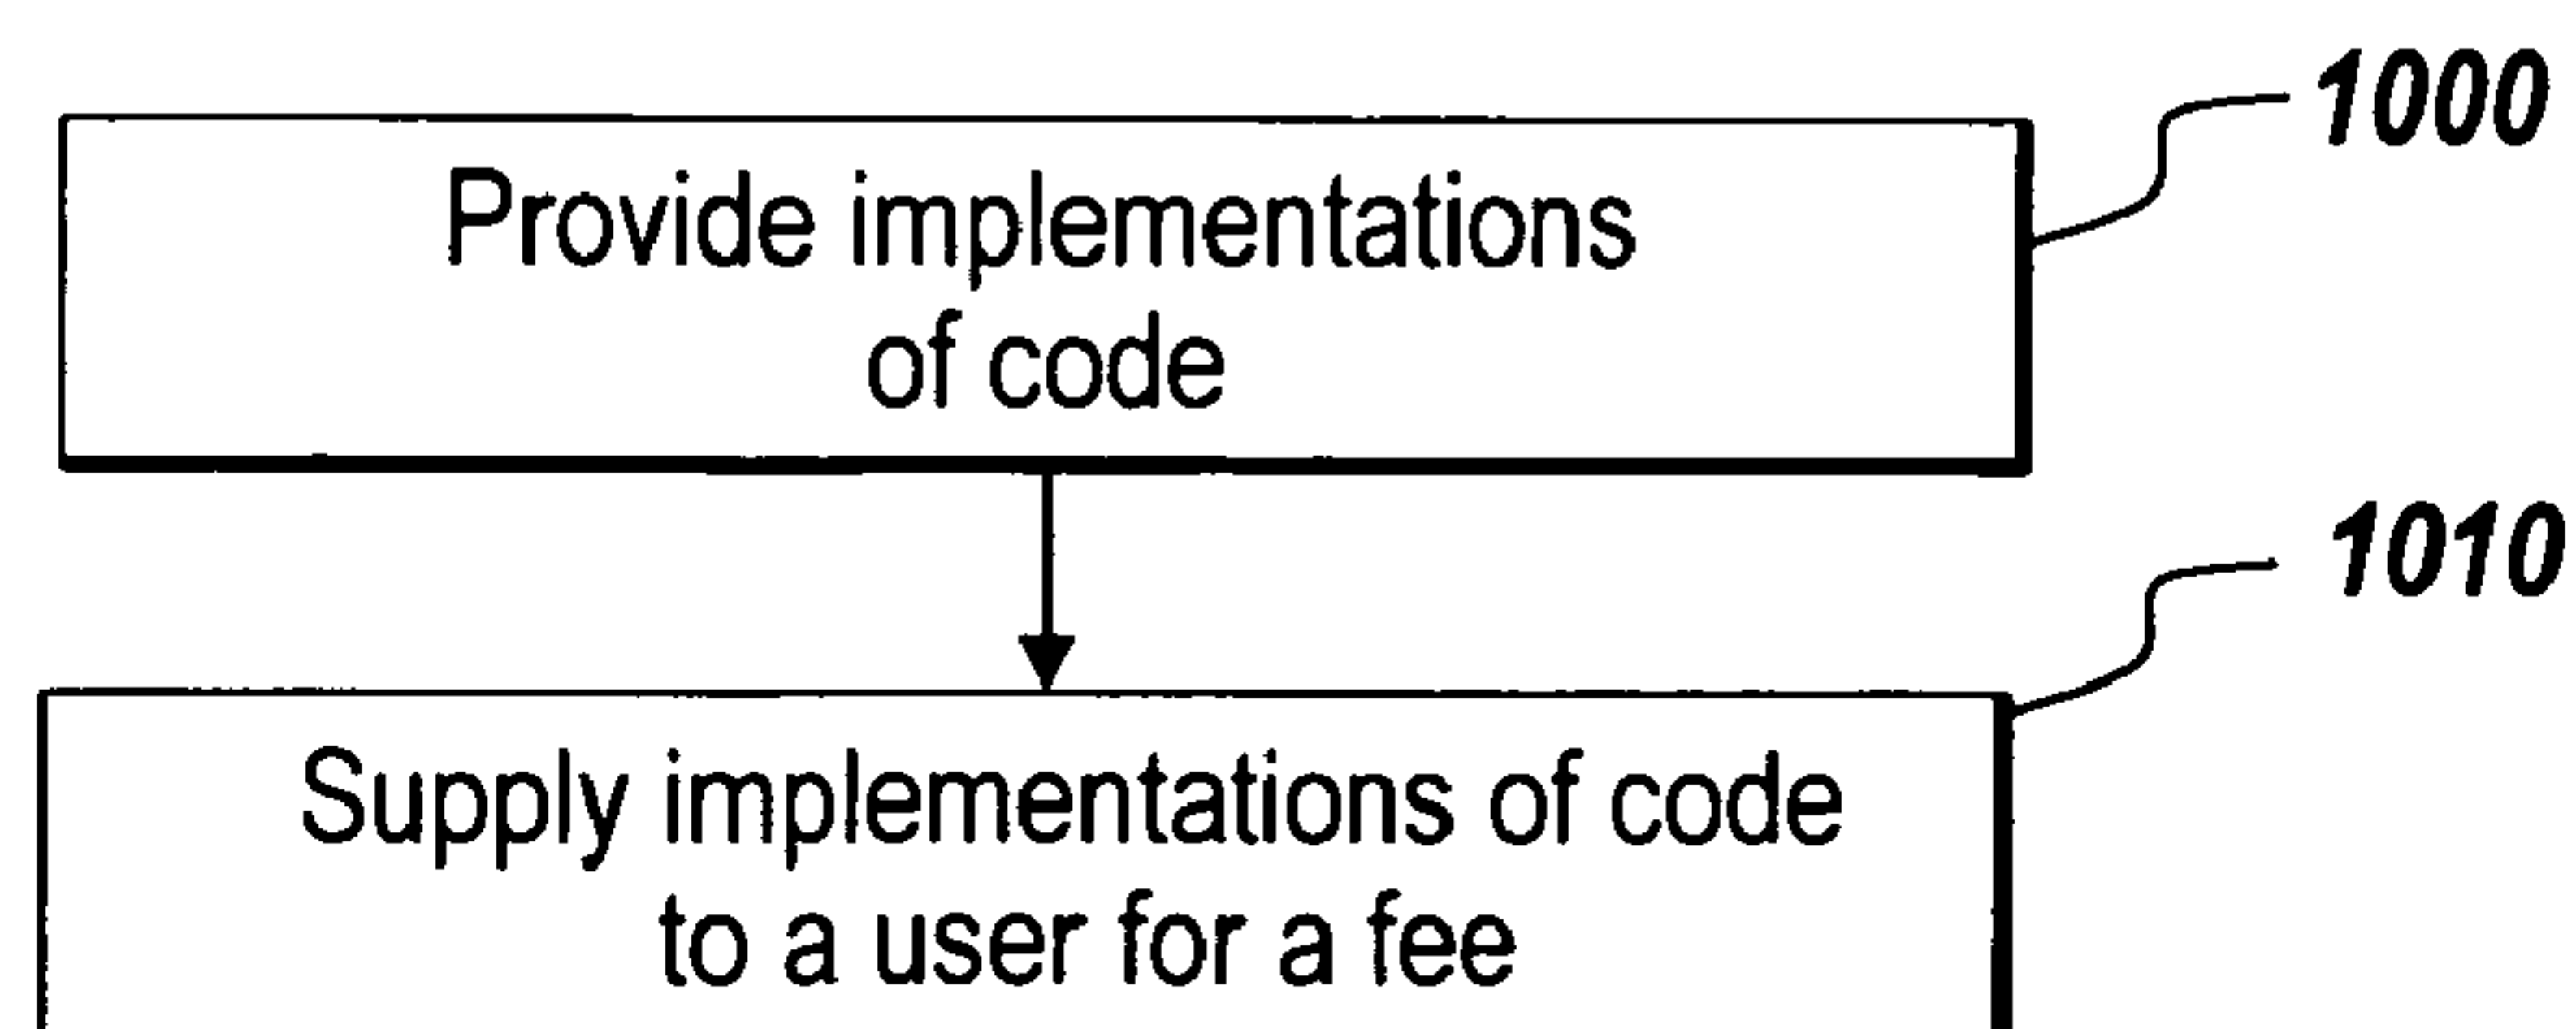 1000
Provide implementations
of code
1010
Supply implementations of code
to a user for a fee